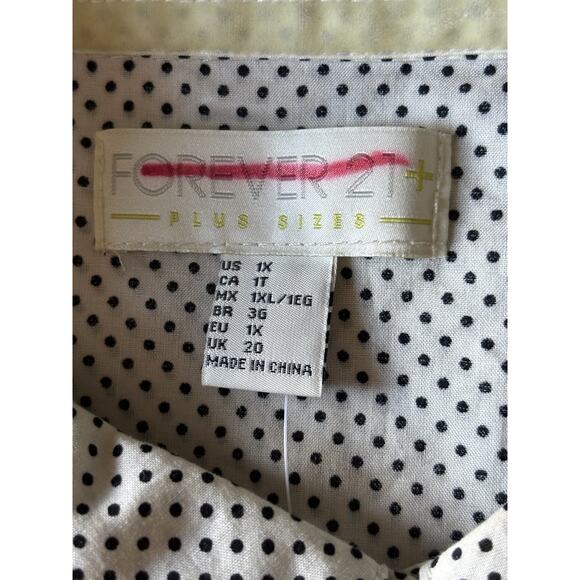 FOREVER 21+
PLUS SIZES
US 1X
CA 1T
MX 1XL/1EG
BR 3G
EU 1X
UK 20
MADE IN CHINA